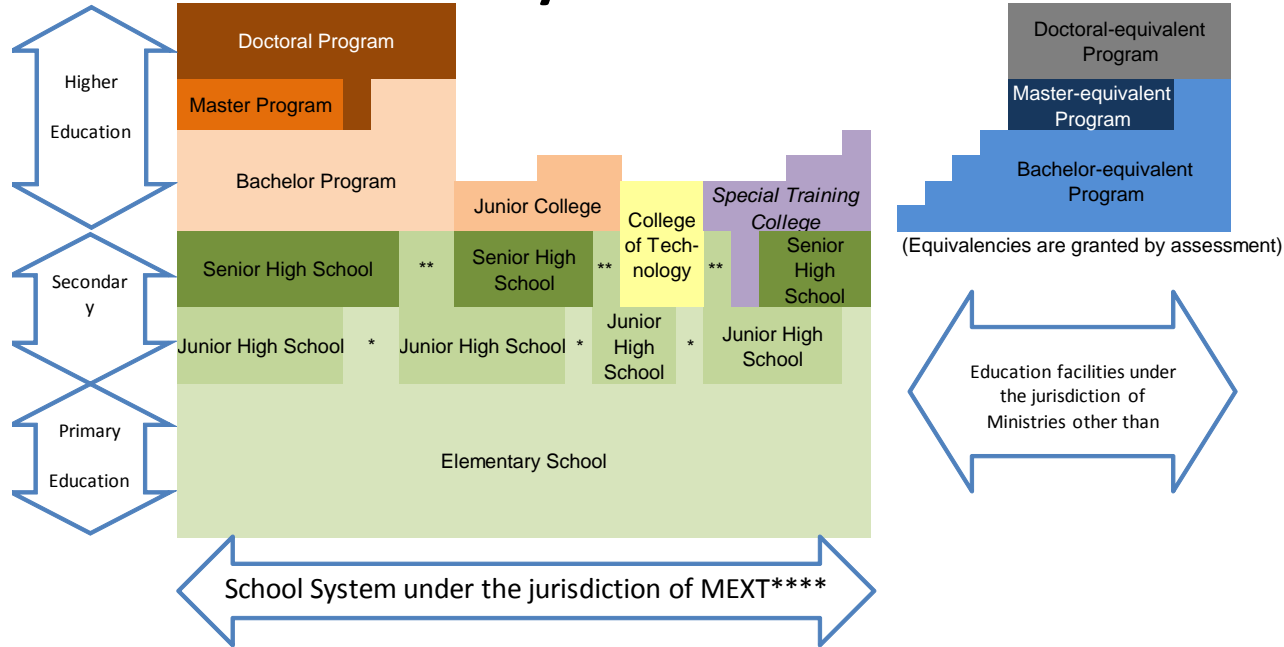 Doctoral Program
Doctoral-equivalent
Program
Higher
Education
Master Program
Master-equivalent
Program
Bachelor Program
Bachelor-equivalent
Program
Junior College
College
of Tech-
nology
Special Training
College
(Equivalencies are granted by assessment)
Secondar
y
Senior High School
**
Senior High
School
**
**
Senior
High
School
Junior High School
*
Junior High School
*
Junior
High
School
*
Junior High
School
Education facilities under
the jurisdiction of
Ministries other than
Primary
Education
Elementary School
School System under the jurisdiction of MEXT****